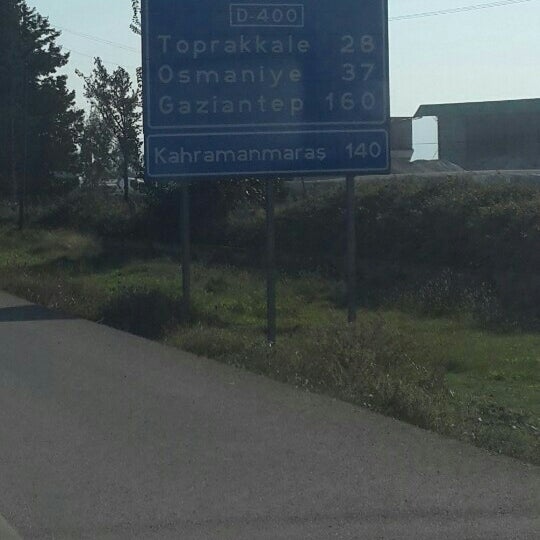 D-400
Toprakkale 28
Osmaniye 37
Gaziantep 160
Kahramanmaraş 140